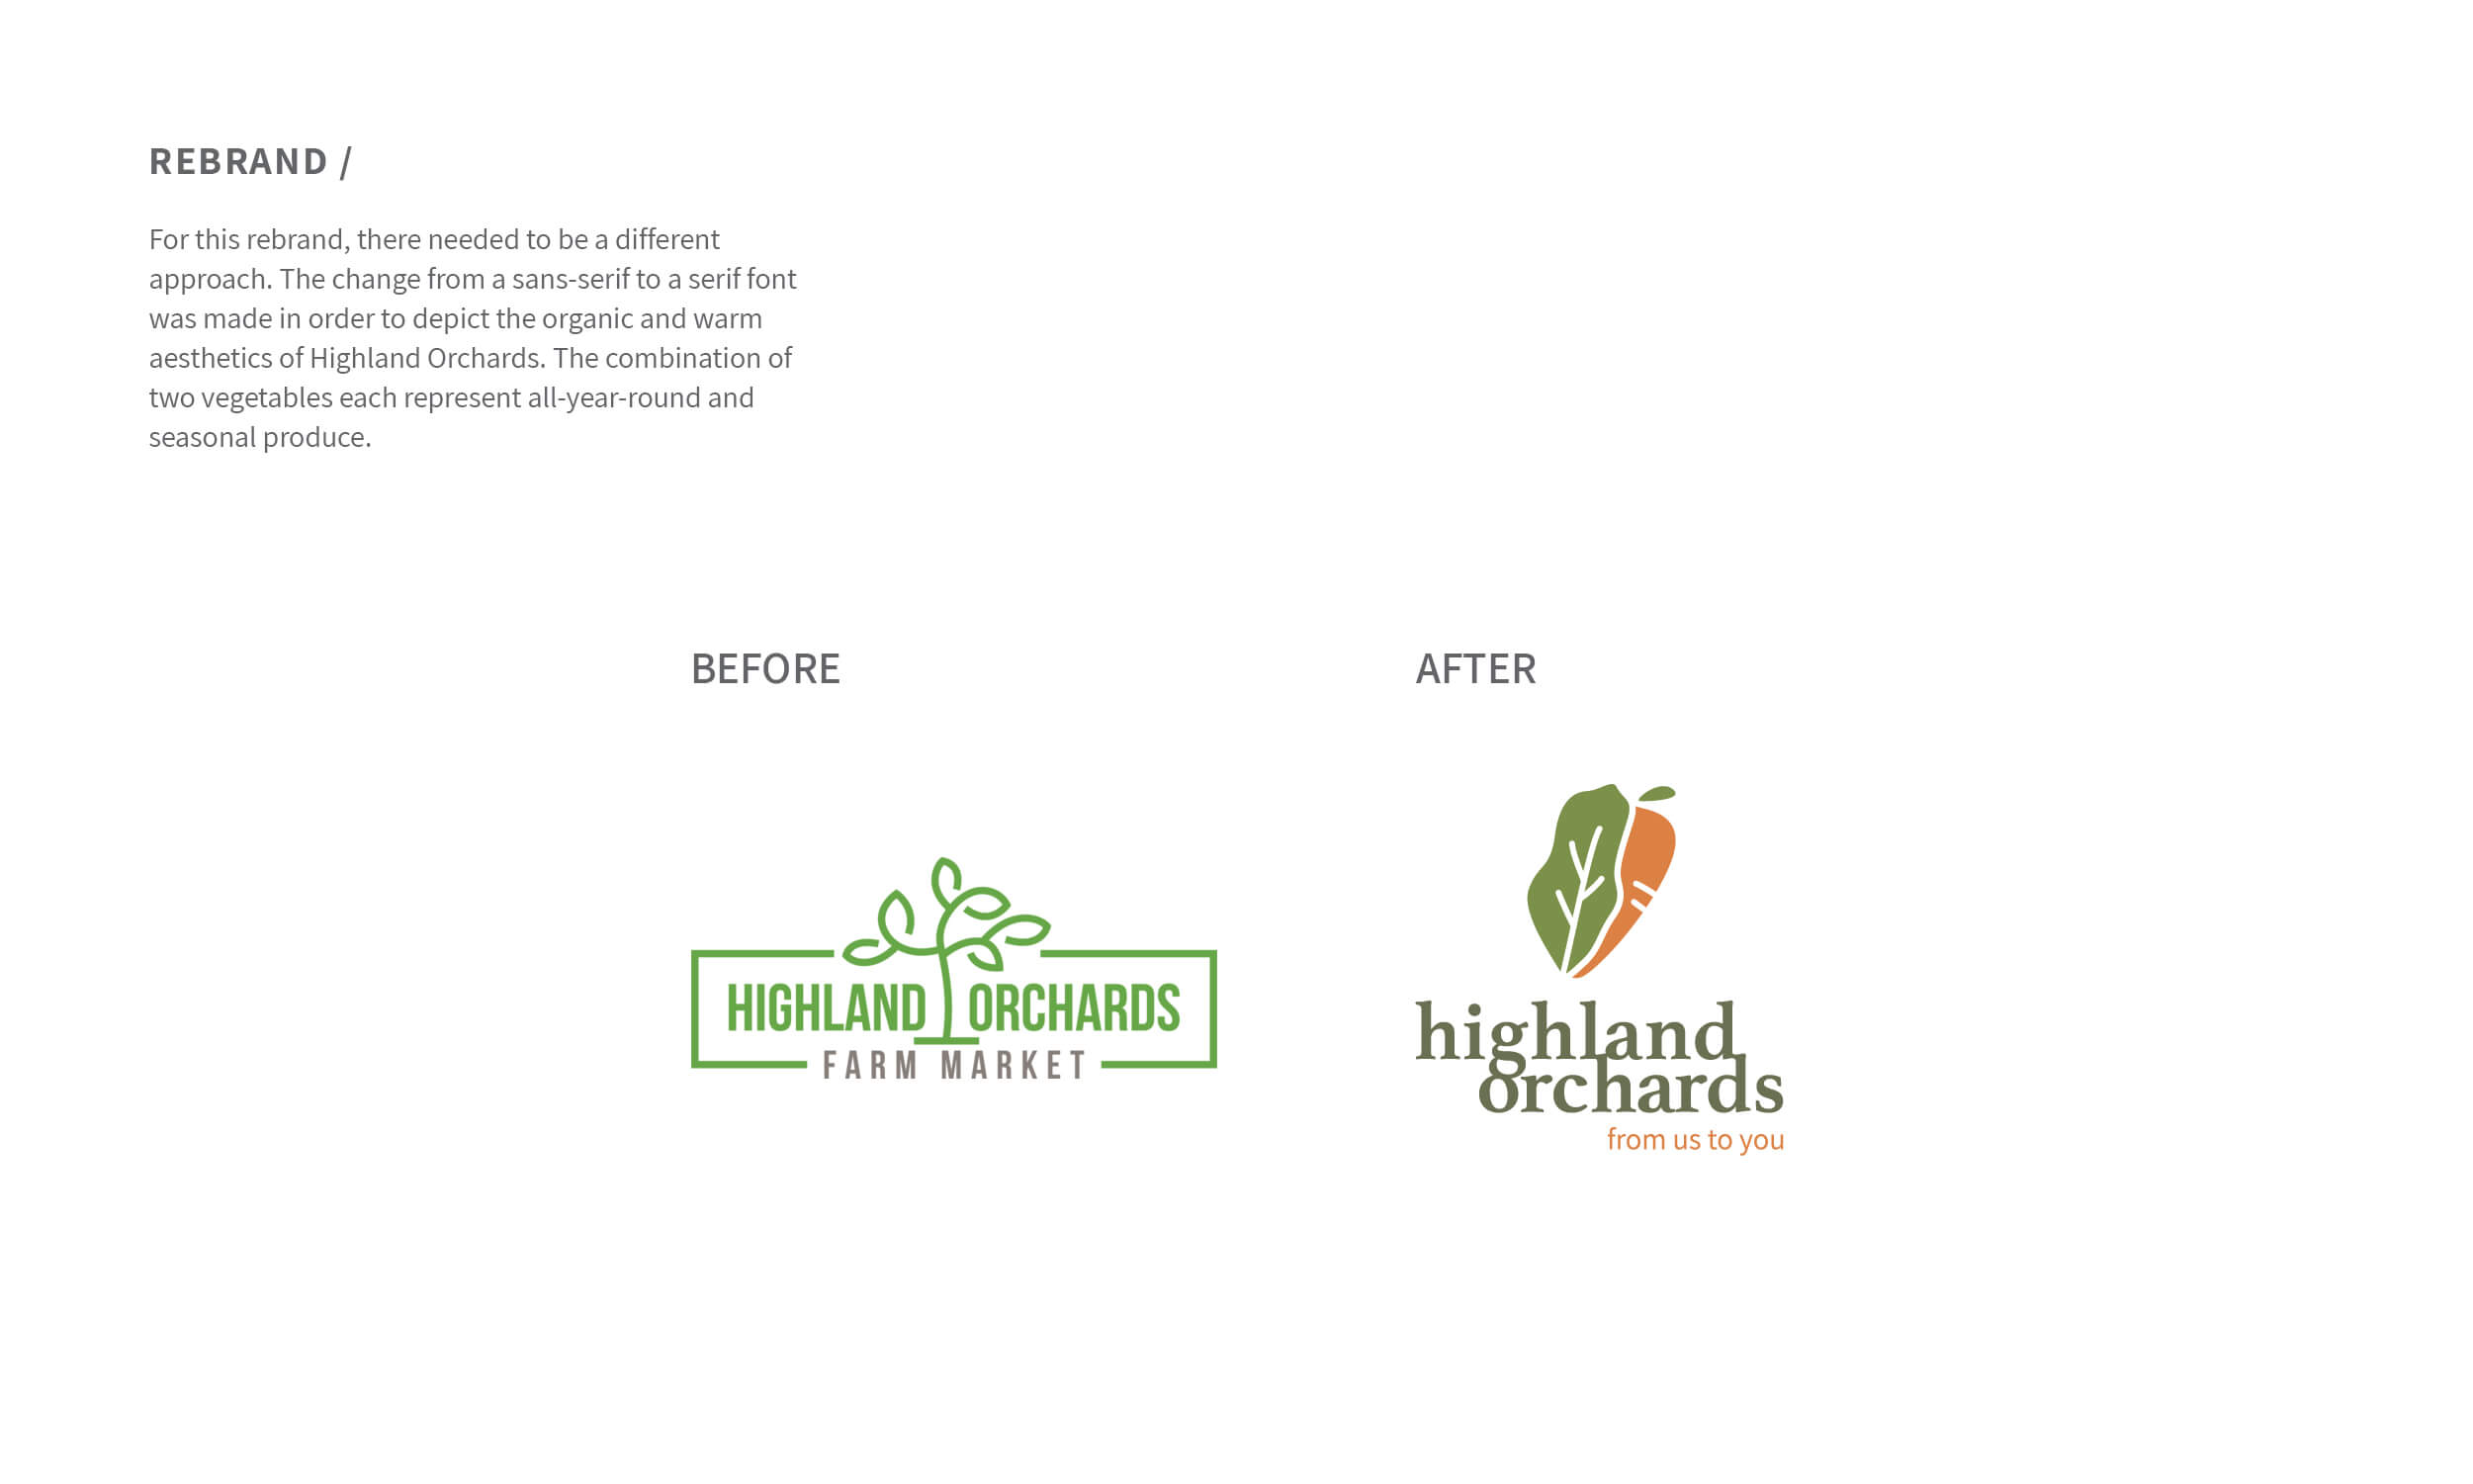 REBRAND /
For this rebrand, there needed to be a different
approach. The change from a sans-serif to a serif font
was made in order to depict the organic and warm
aesthetics of Highland Orchards. The combination of
two vegetables each represent all-year-round and
seasonal produce.
BEFORE
HIGHLAND ORCHARDS
FARM MARKET
AFTER
highland
orchards
from us to you